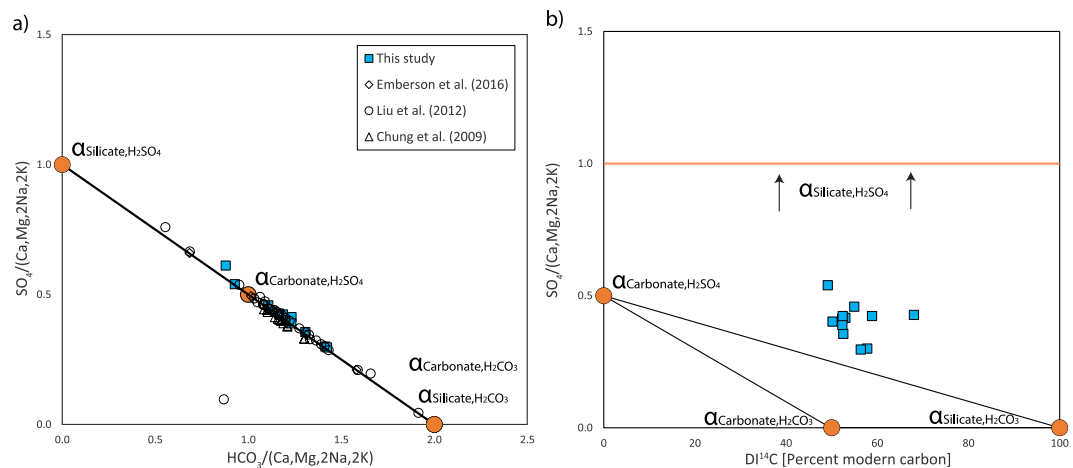 a)
1.5
1.0
0.5
0.0
SO₄/(Ca,Mg,2Na,2K)
0.0
0.5
1.0
1.5
2.0
HCO₃/(Ca,Mg,2Na,2K)
This study
Emberson et al. (2016)
Liu et al. (2012)
Chung et al. (2009)
αSilicate,H₂SO₄
αCarbonate,H₂SO₄
αCarbonate,H₂CO₃
αSilicate,H₂CO₃
b)
1.5
1.0
0.5
0.0
SO₄/(Ca,Mg,2Na,2K)
0
20
40
60
80
100
DI¹⁴C [Percent modern carbon]
αSilicate,H₂SO₄
αCarbonate,H₂SO₄
αCarbonate,H₂CO₃
αSilicate,H₂CO₃